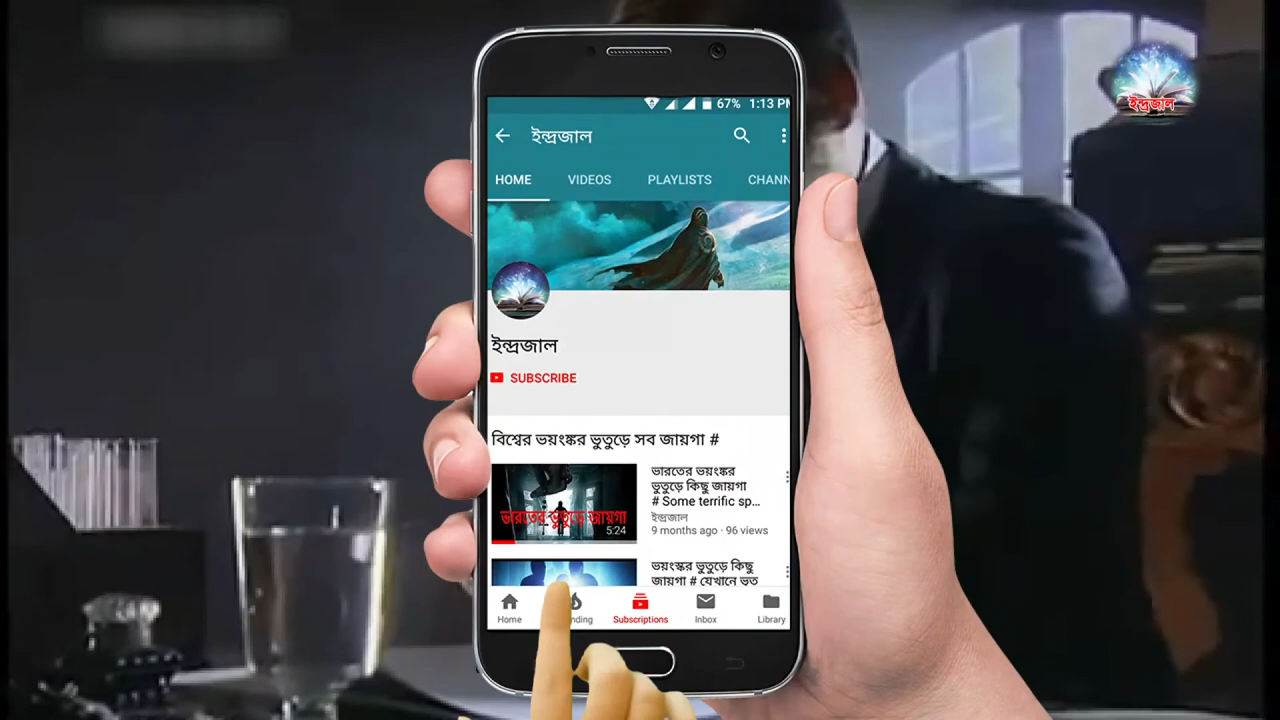 ইন্দ্রজাল
67% 1:13 PM
ইন্দ্রজাল
HOME VIDEOS PLAYLISTS CHANN
ইন্দ্রজাল
SUBSCRIBE
বিশ্বের ভয়ংঙ্কর ভুতুড়ে সব জায়গা #
ভারতের ভুতুড়ে জায়গা
5:24
ভারতের ভয়ংঙ্কর
ভুতুড়ে কিছু জায়গা
# Some terrific sp...
ইন্দ্রজাল
9 months ago · 96 views
ভয়ংস্কর ভুতুড়ে কিছু
জায়গা # যেখানে ভূত
Home nding Subscriptions Inbox Library